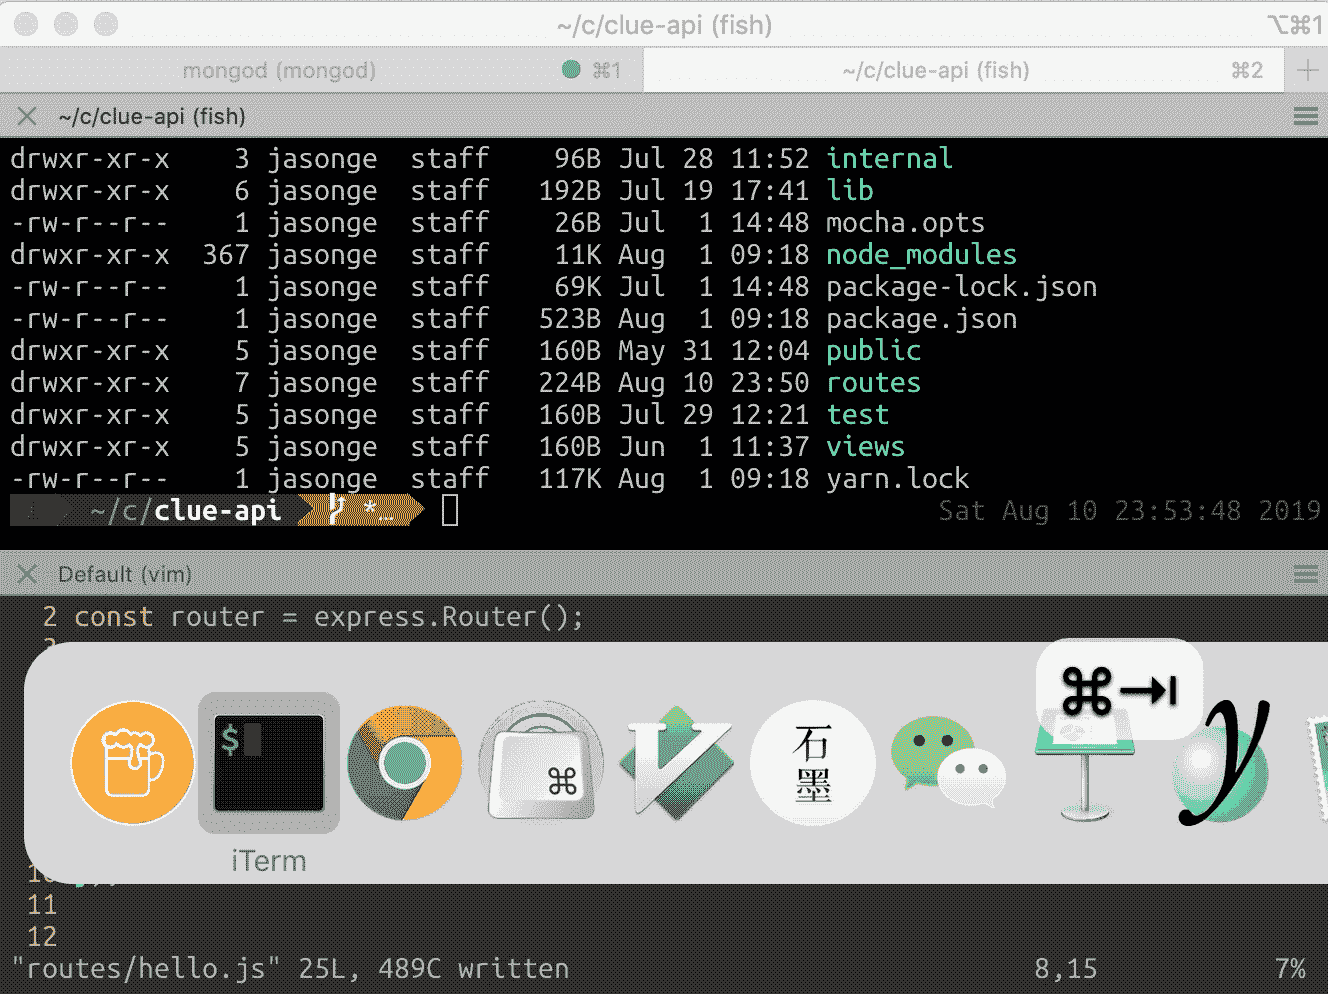 ~/c/clue-api (fish) ⌥⌘1
mongod (mongod) ⌘1 ~/c/clue-api (fish) ⌘2
~/c/clue-api (fish)
drwxr-xr-x 3 jasonge staff 96B Jul 28 11:52 internal
drwxr-xr-x 6 jasonge staff 192B Jul 19 17:41 lib
-rw-r--r-- 1 jasonge staff 26B Jul 1 14:48 mocha.opts
drwxr-xr-x 367 jasonge staff 11K Aug 1 09:18 node_modules
-rw-r--r-- 1 jasonge staff 69K Jul 1 14:48 package-lock.json
-rw-r--r-- 1 jasonge staff 523B Aug 1 09:18 package.json
drwxr-xr-x 5 jasonge staff 160B May 31 12:04 public
drwxr-xr-x 7 jasonge staff 224B Aug 10 23:50 routes
drwxr-xr-x 5 jasonge staff 160B Jul 29 12:21 test
drwxr-xr-x 5 jasonge staff 160B Jun 1 11:37 views
-rw-r--r-- 1 jasonge staff 117K Aug 1 09:18 yarn.lock
~/c/clue-api *… Sat Aug 10 23:53:48 2019
Default (vim)
2 const router = express.Router();
⌘⇥
$
⌘
石墨
iTerm
11
12
"routes/hello.js" 25L, 489C written 8,15 7%